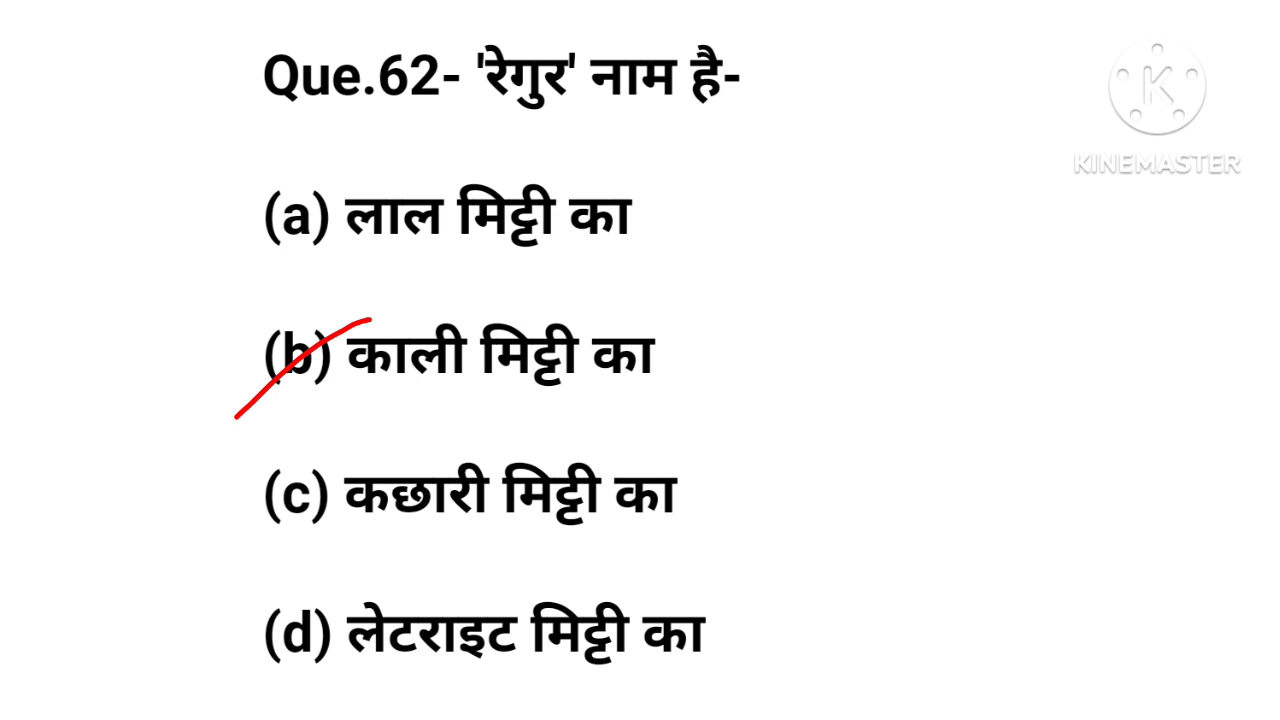 Que.62- 'रेगुर' नाम है-
KINEMASTER
(a) लाल मिट्टी का
(b) काली मिट्टी का
(c) कछारी मिट्टी का
(d) लेटराइट मिट्टी का